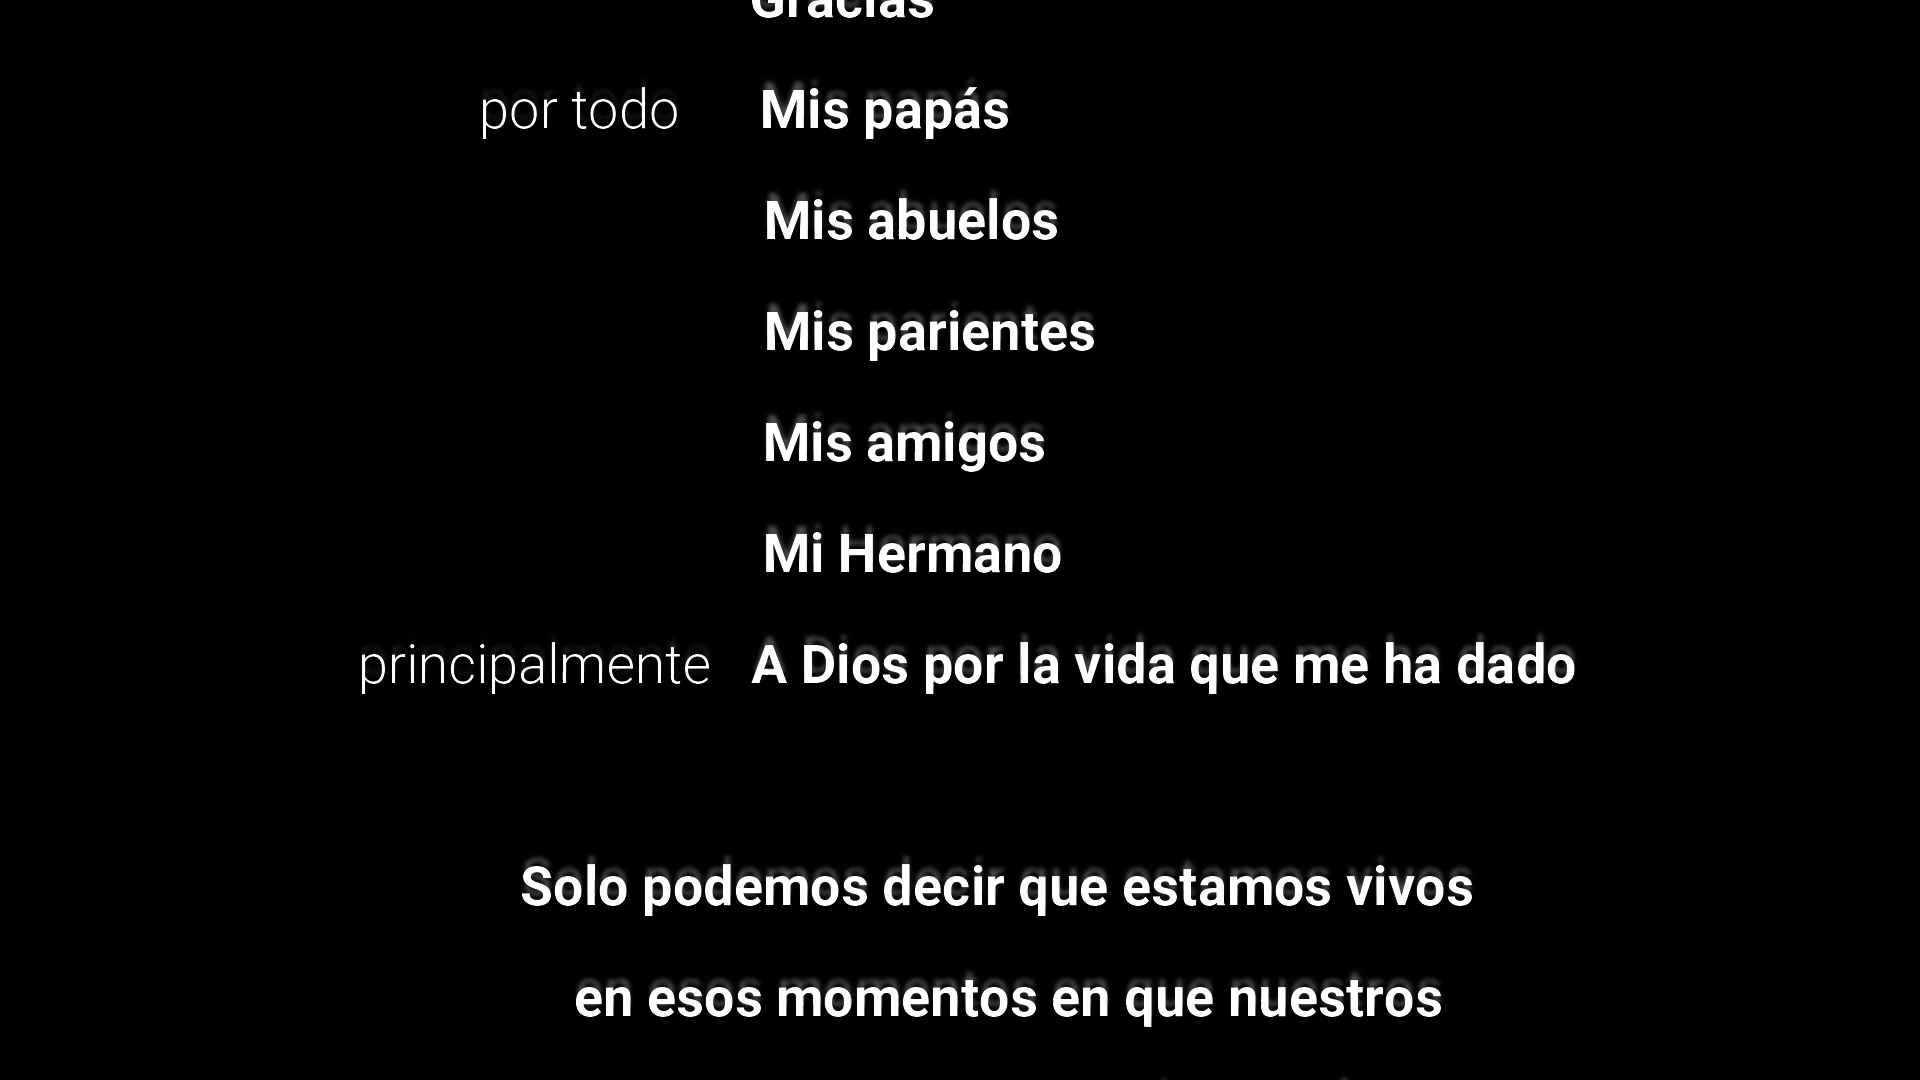 Gracias
por todo Mis papás
Mis abuelos
Mis parientes
Mis amigos
Mi Hermano
principalmente A Dios por la vida que me ha dado
Solo podemos decir que estamos vivos
en esos momentos en que nuestros